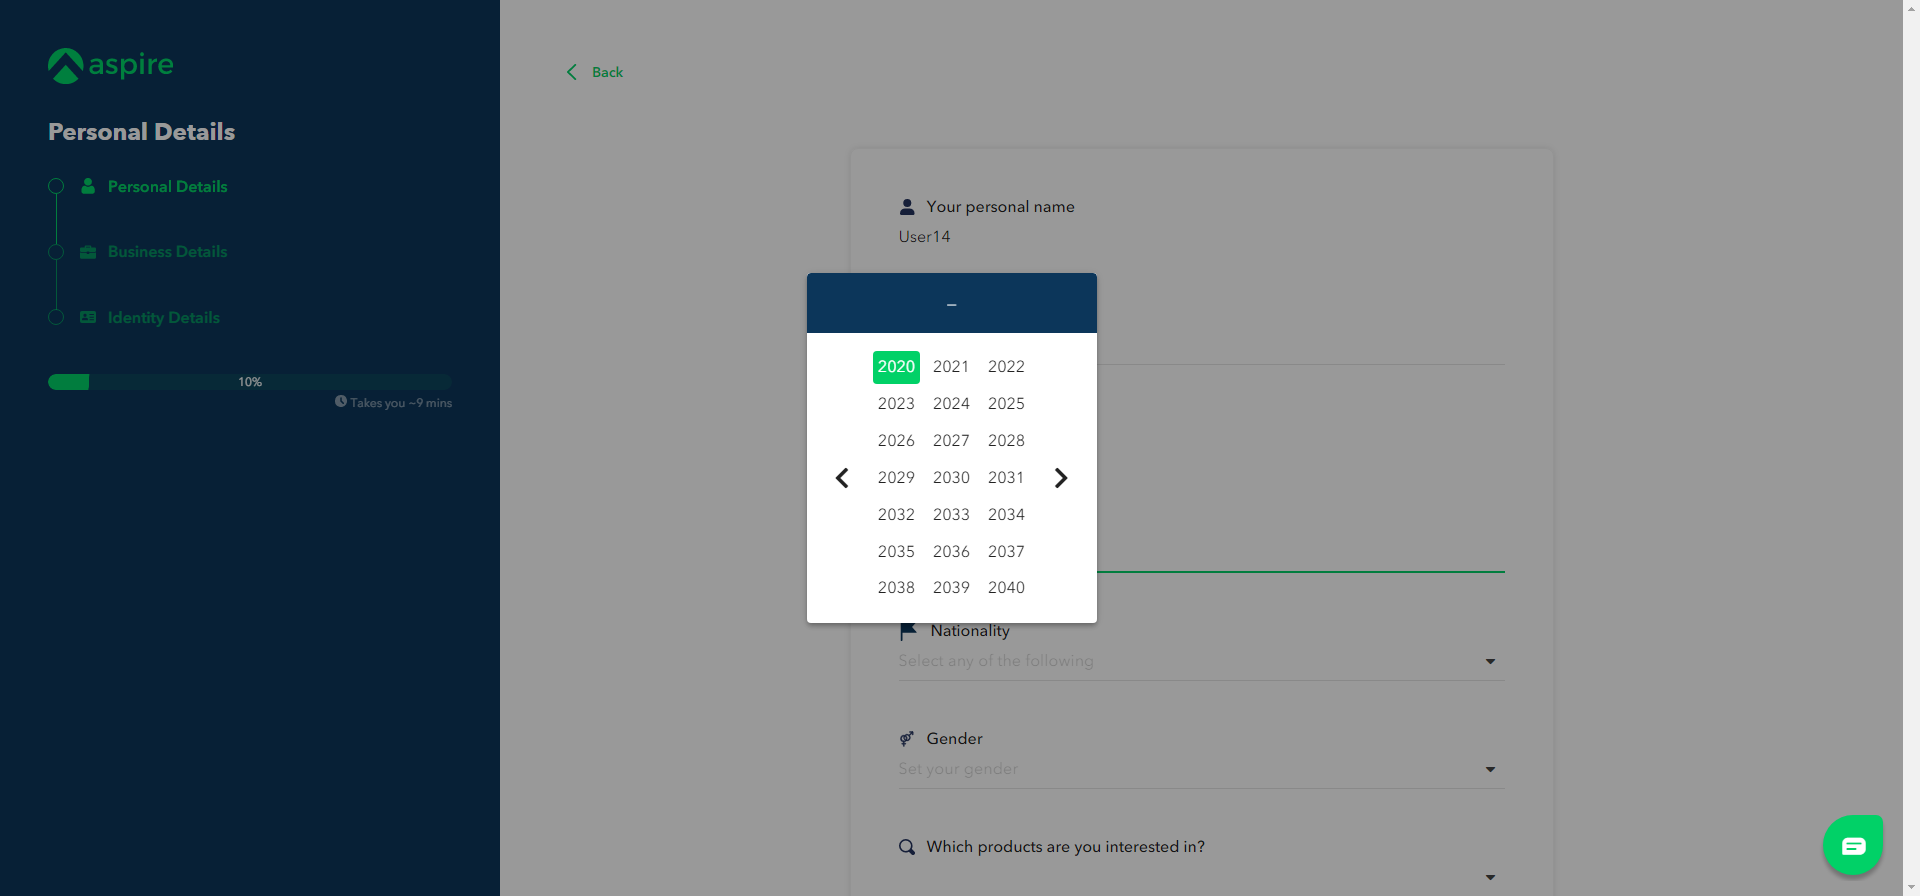 aspire
Personal Details
Personal Details
Business Details
Identity Details
10%
Takes you ~9 mins
Back
Your personal name
User14
–
2020 2021 2022
2023 2024 2025
2026 2027 2028
2029 2030 2031
2032 2033 2034
2035 2036 2037
2038 2039 2040
Nationality
Select any of the following
Gender
Set your gender
Which products are you interested in?